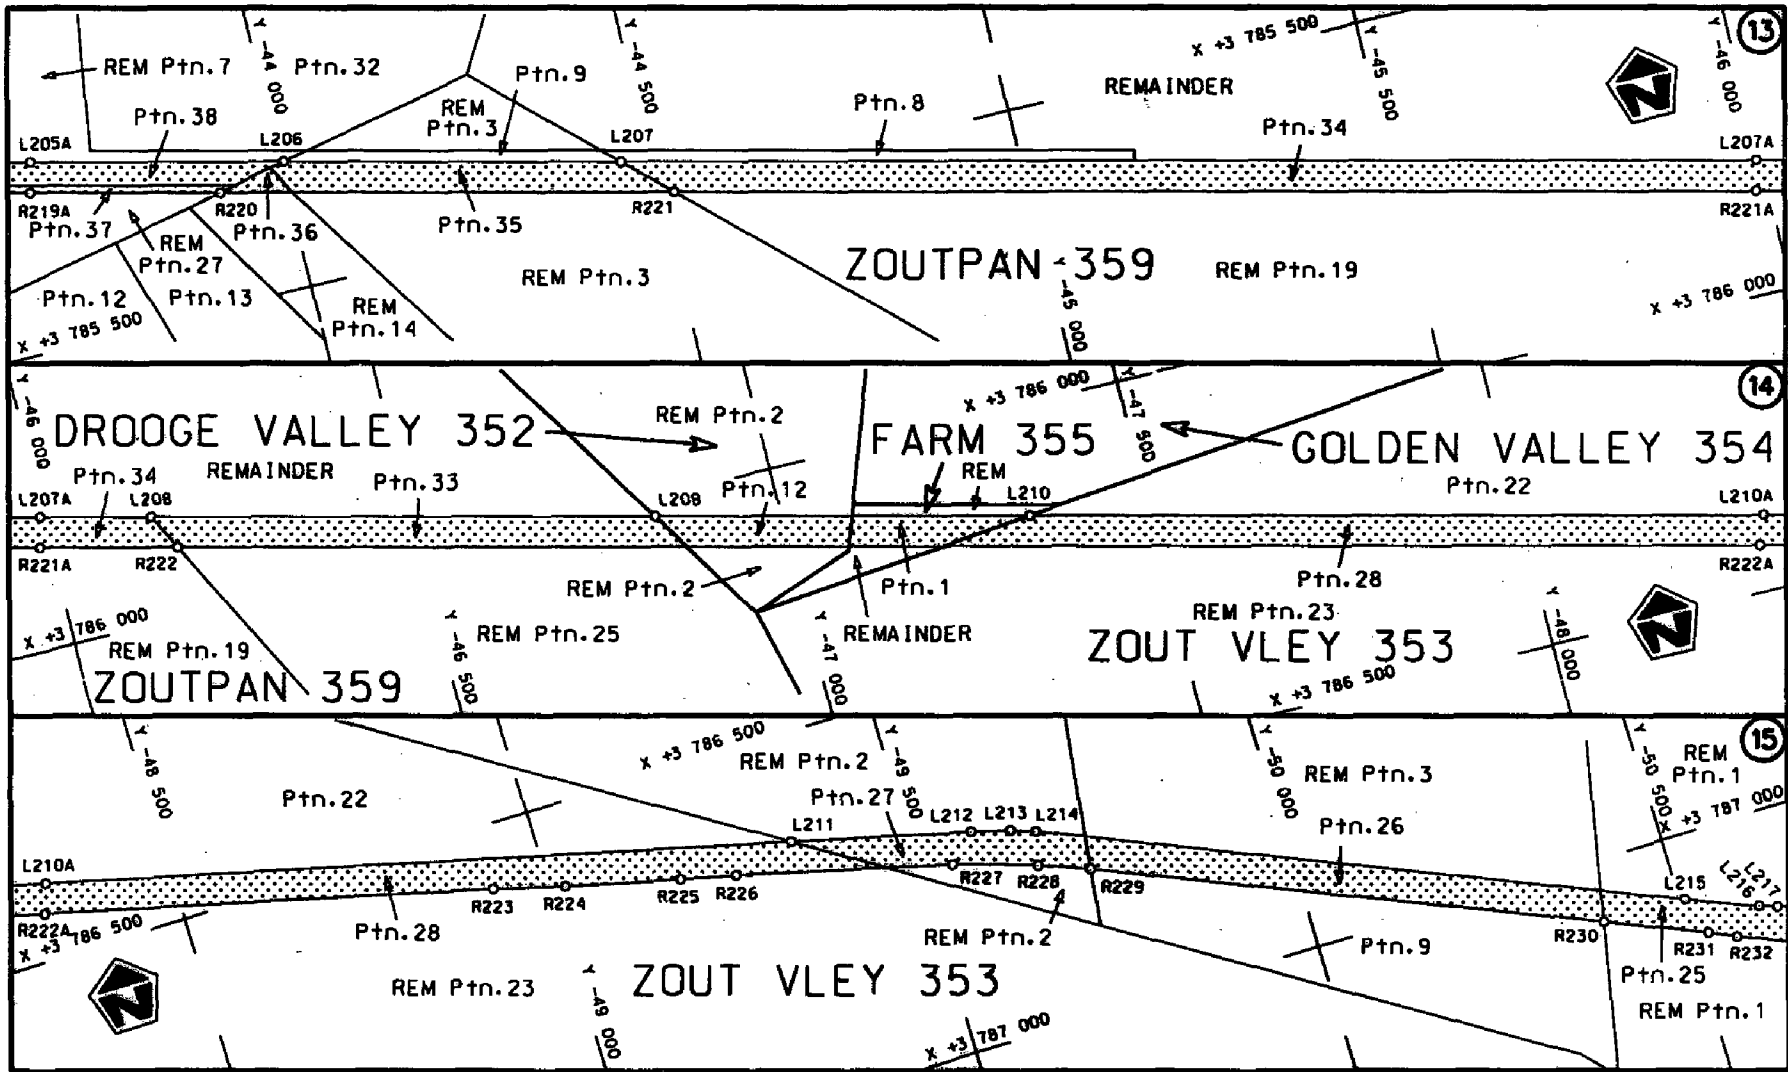 13
REM Ptn.7
Y -44 000
Ptn.32
Ptn.9
Y -44 500
X +3 785 500
Y -45 500
Y -46 000
REM
Ptn.3
Ptn.8
REMAINDER
Ptn.38
Ptn.34
L205A
L206
L207
L207A
R219A
R220
R221
R221A
Ptn.37
Ptn.36
Ptn.35
REM
Ptn.27
REM Ptn.3
ZOUTPAN 359
REM Ptn.19
Ptn.12
Ptn.13
REM
Ptn.14
X +3 785 500
Y -45 000
X +3 786 000
14
Y -46 000
DROOGE VALLEY 352
REM Ptn.2
X +3 786 000
Y -47 500
FARM 355
GOLDEN VALLEY 354
Ptn.34
REMAINDER
Ptn.33
Ptn.12
REM
Ptn.22
L207A
L208
L209
L210
L210A
R221A
R222
R222A
REM Ptn.2
Ptn.1
Ptn.28
X +3 786 000
REM Ptn.19
Y -46 500
REM Ptn.25
Y -47 000
REMAINDER
REM Ptn.23
Y -48 000
ZOUTPAN 359
ZOUT VLEY 353
X +3 786 500
15
Y -48 500
X +3 786 500
REM Ptn.2
Y -49 500
Y -50 000
REM Ptn.3
Y -50 500
REM
Ptn.1
Ptn.22
Ptn.27
X +3 787 000
L210A
L211
L212
L213
L214
Ptn.26
L215
L216
L217
R222A
R223
R224
R225
R226
R227
R228
R229
R230
R231
R232
X +3 786 500
Ptn.28
REM Ptn.2
Ptn.9
Ptn.25
REM Ptn.23
Y -49 000
ZOUT VLEY 353
REM Ptn.1
X +3 787 000